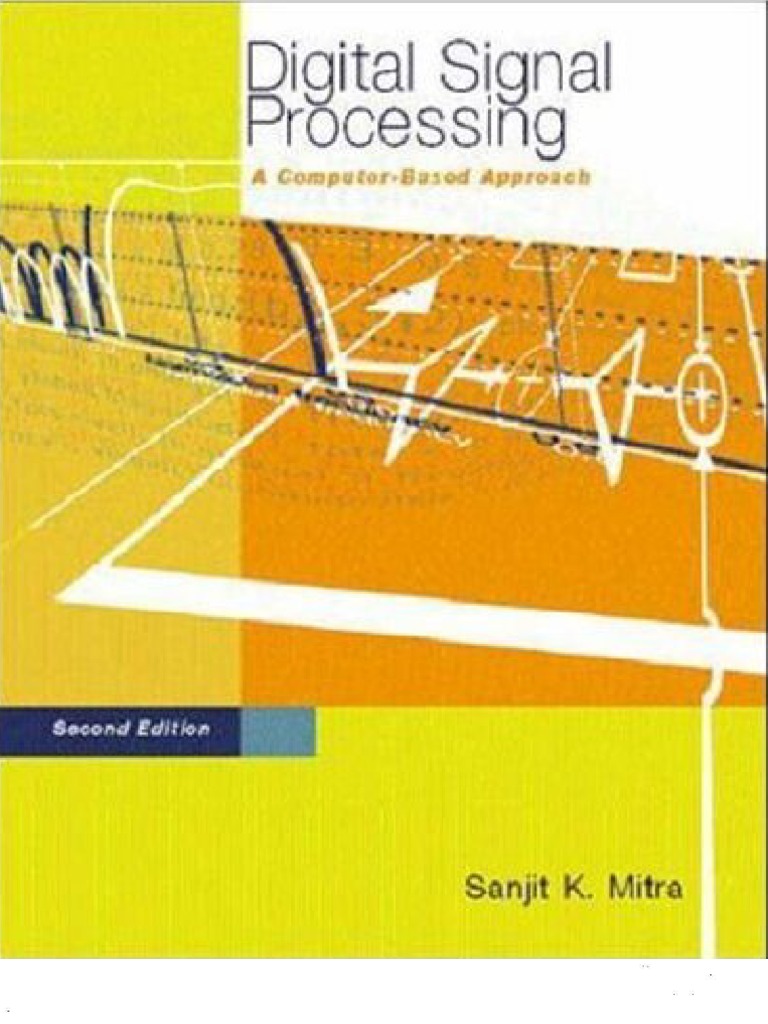 Digital Signal
Processing
A Computer-Based Approach
Second Edition
Sanjit K. Mitra